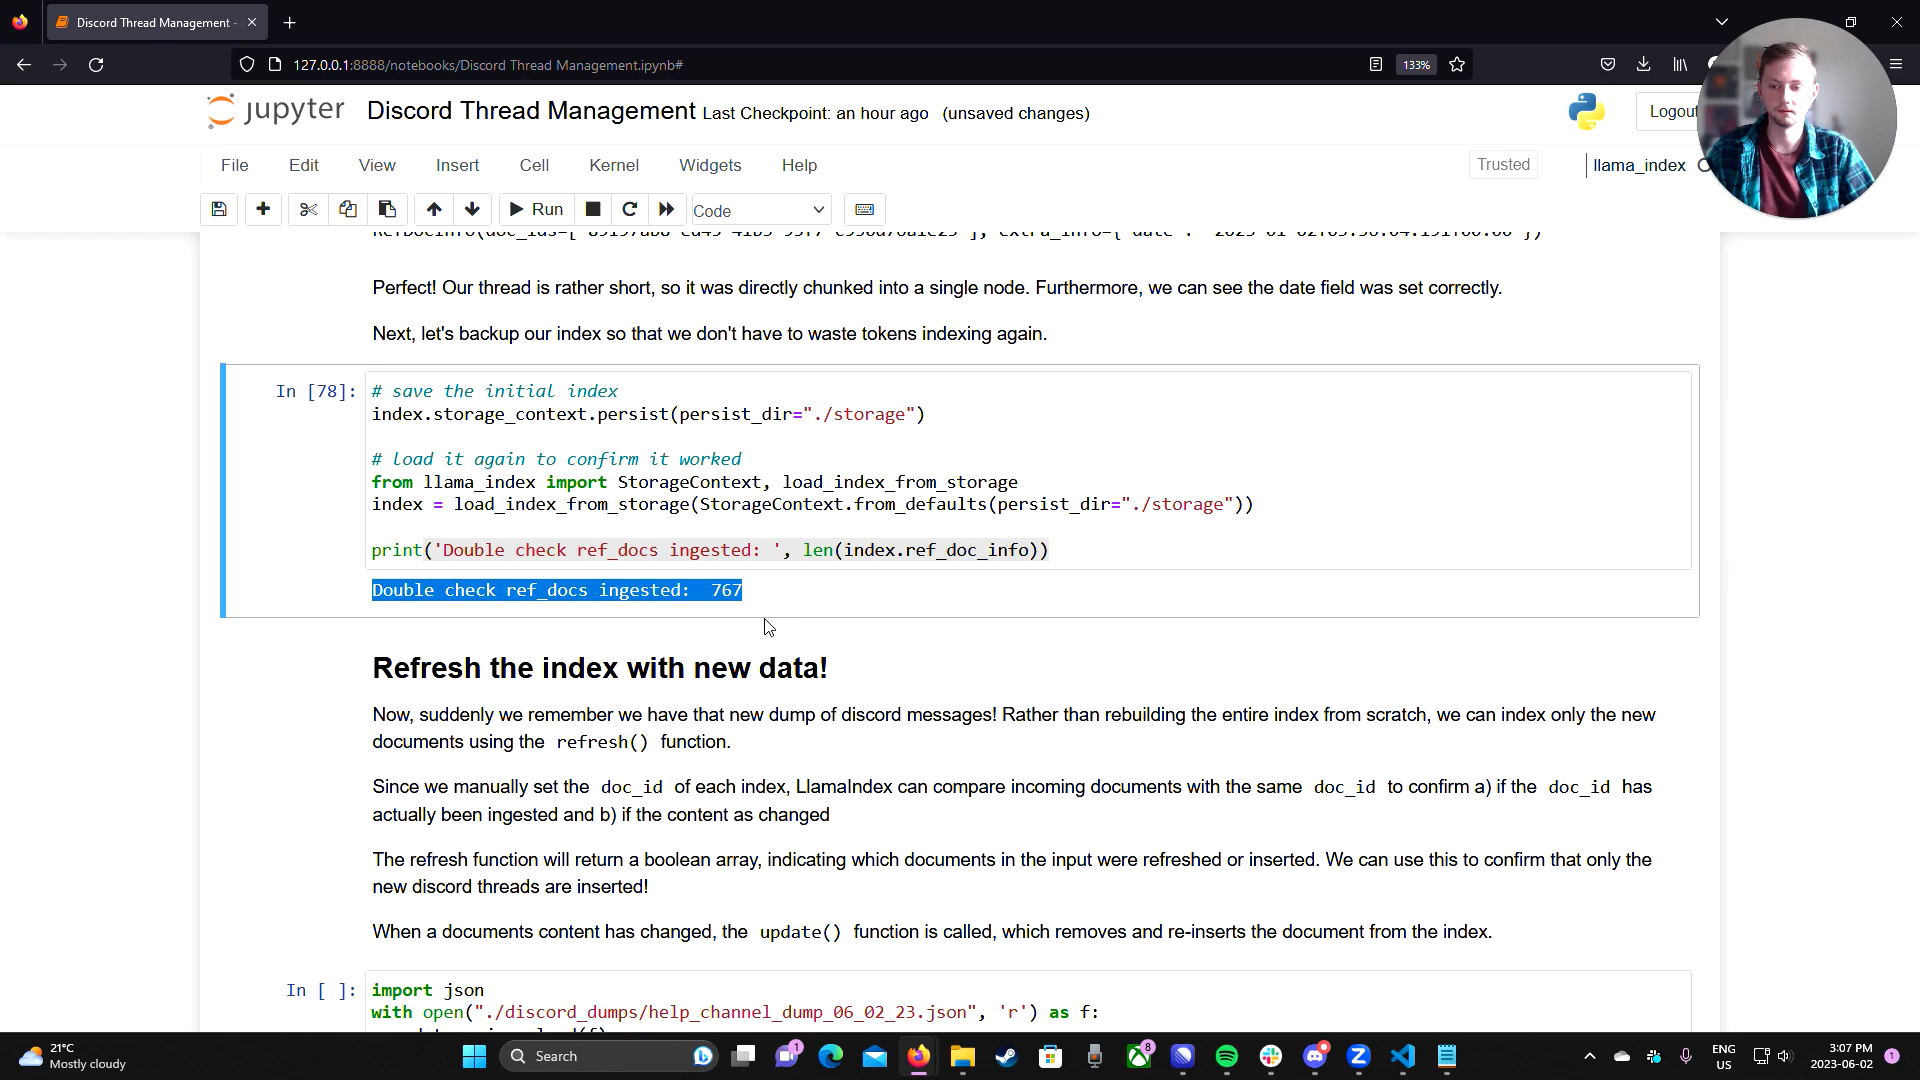 Discord Thread Management -
127.0.0.1:8888/notebooks/Discord Thread Management.ipynb#
133%
jupyter
Discord Thread Management Last Checkpoint: an hour ago (unsaved changes)
Logout
File Edit View Insert Cell Kernel Widgets Help
Trusted
llama_index
Run
Code
Perfect! Our thread is rather short, so it was directly chunked into a single node. Furthermore, we can see the date field was set correctly.
Next, let's backup our index so that we don't have to waste tokens indexing again.
In [78]:
# save the initial index
index.storage_context.persist(persist_dir="./storage")
# load it again to confirm it worked
from llama_index import StorageContext, load_index_from_storage
index = load_index_from_storage(StorageContext.from_defaults(persist_dir="./storage"))
print('Double check ref_docs ingested: ', len(index.ref_doc_info))
Double check ref_docs ingested:  767
Refresh the index with new data!
Now, suddenly we remember we have that new dump of discord messages! Rather than rebuilding the entire index from scratch, we can index only the new
documents using the refresh() function.
Since we manually set the doc_id of each index, LlamaIndex can compare incoming documents with the same doc_id to confirm a) if the doc_id has
actually been ingested and b) if the content as changed
The refresh function will return a boolean array, indicating which documents in the input were refreshed or inserted. We can use this to confirm that only the
new discord threads are inserted!
When a documents content has changed, the update() function is called, which removes and re-inserts the document from the index.
In [ ]:
import json
with open("./discord_dumps/help_channel_dump_06_02_23.json", 'r') as f:
21°C
Mostly cloudy
Search
1
8
ENG
US
3:07 PM
2023-06-02
1